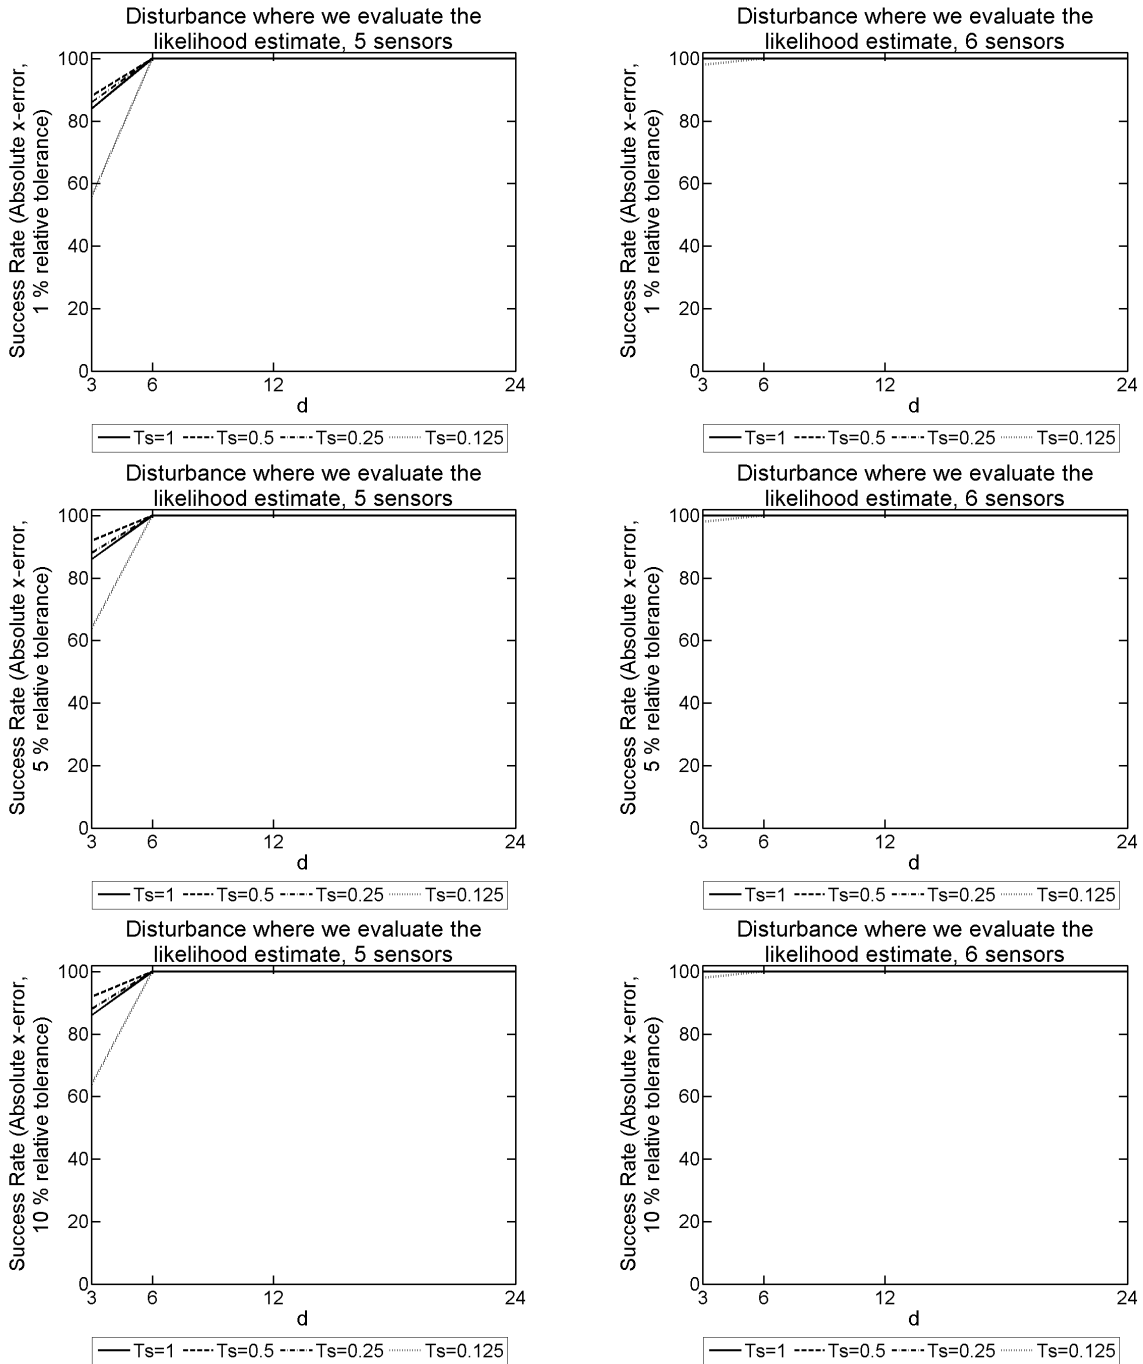 Disturbance where we evaluate the
likelihood estimate, 5 sensors
Success Rate (Absolute x-error,
1 % relative tolerance)
100
80
60
40
20
0
3 6 12 24
d
Ts=1 Ts=0.5 Ts=0.25 Ts=0.125
Disturbance where we evaluate the
likelihood estimate, 6 sensors
Success Rate (Absolute x-error,
1 % relative tolerance)
100
80
60
40
20
0
3 6 12 24
d
Ts=1 Ts=0.5 Ts=0.25 Ts=0.125
Disturbance where we evaluate the
likelihood estimate, 5 sensors
Success Rate (Absolute x-error,
5 % relative tolerance)
100
80
60
40
20
0
3 6 12 24
d
Ts=1 Ts=0.5 Ts=0.25 Ts=0.125
Disturbance where we evaluate the
likelihood estimate, 6 sensors
Success Rate (Absolute x-error,
5 % relative tolerance)
100
80
60
40
20
0
3 6 12 24
d
Ts=1 Ts=0.5 Ts=0.25 Ts=0.125
Disturbance where we evaluate the
likelihood estimate, 5 sensors
Success Rate (Absolute x-error,
10 % relative tolerance)
100
80
60
40
20
0
3 6 12 24
d
Ts=1 Ts=0.5 Ts=0.25 Ts=0.125
Disturbance where we evaluate the
likelihood estimate, 6 sensors
Success Rate (Absolute x-error,
10 % relative tolerance)
100
80
60
40
20
0
3 6 12 24
d
Ts=1 Ts=0.5 Ts=0.25 Ts=0.125